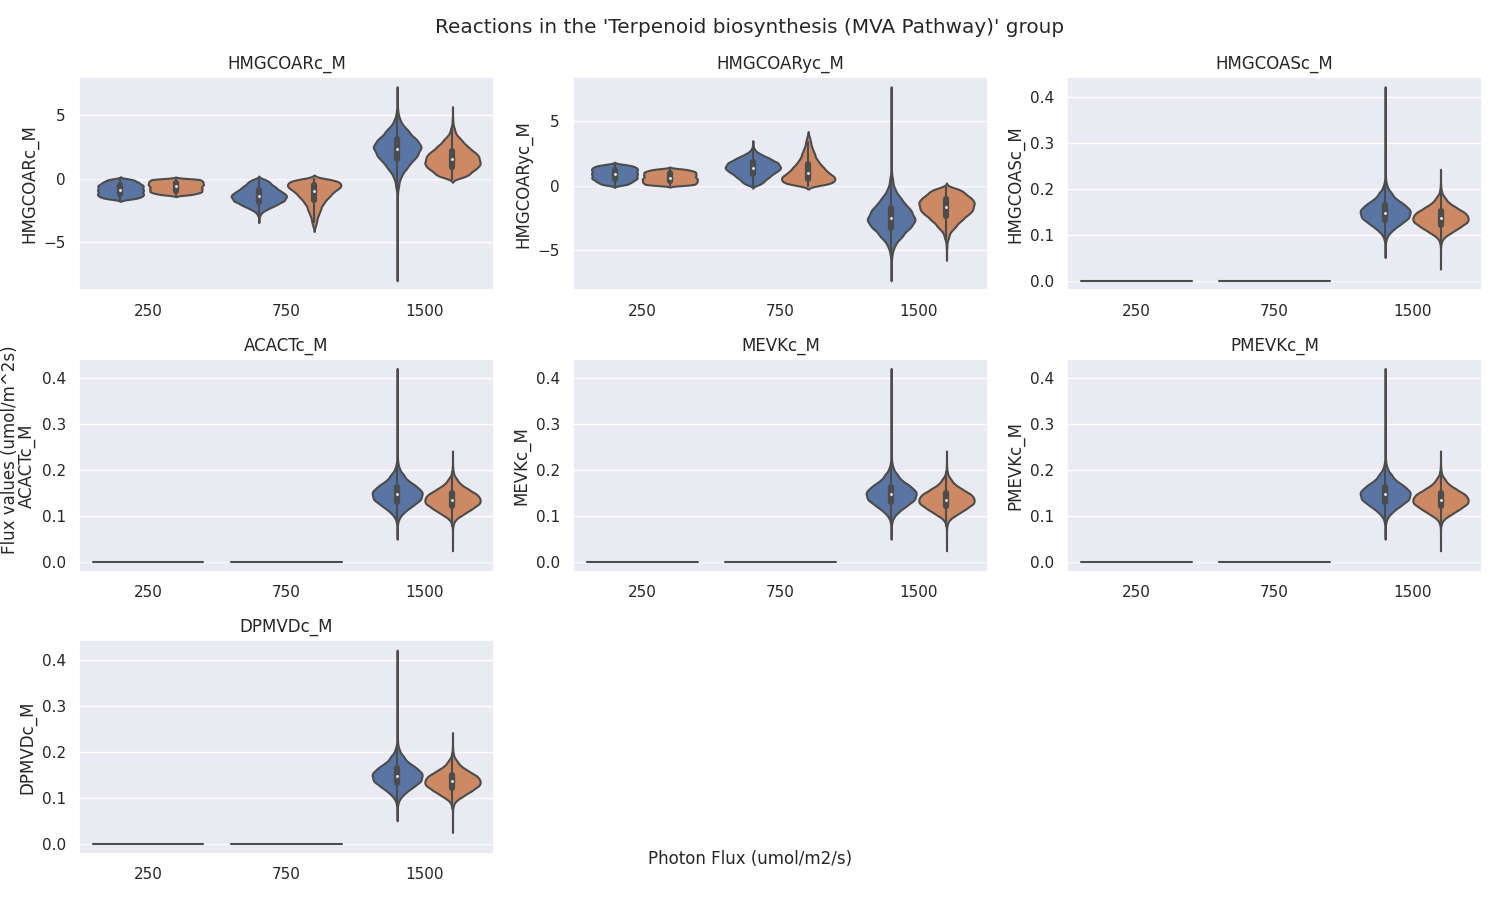 Reactions in the 'Terpenoid biosynthesis (MVA Pathway)' group
HMGCOARc_M
HMGCOARc_M
5
0
−5
250 750 1500
HMGCOARyc_M
HMGCOARyc_M
5
0
−5
250 750 1500
HMGCOASc_M
HMGCOASc_M
0.4
0.3
0.2
0.1
0.0
250 750 1500
Flux values (umol/m^2s)
ACACTc_M
ACACTc_M
0.4
0.3
0.2
0.1
0.0
250 750 1500
MEVKc_M
MEVKc_M
0.4
0.3
0.2
0.1
0.0
250 750 1500
PMEVKc_M
PMEVKc_M
0.4
0.3
0.2
0.1
0.0
250 750 1500
DPMVDc_M
DPMVDc_M
0.4
0.3
0.2
0.1
0.0
250 750 1500
Photon Flux (umol/m2/s)